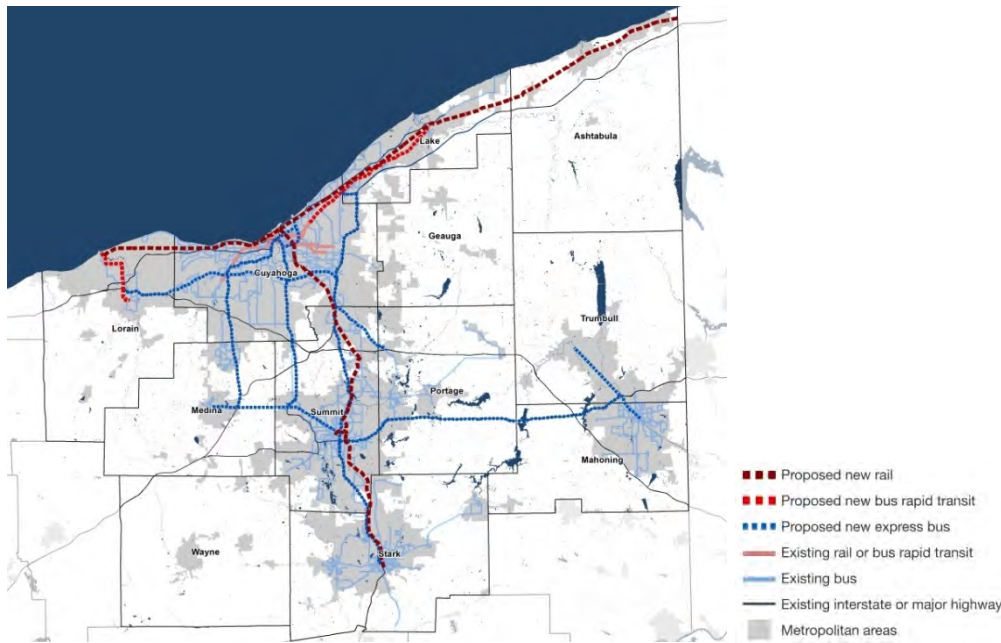 Ashtabula
Lake
Geauga
Cuyahoga
Lorain
Trumbull
Portage
Medina
Summit
Mahoning
Wayne
Stark
Proposed new rail
Proposed new bus rapid transit
Proposed new express bus
Existing rail or bus rapid transit
Existing bus
Existing interstate or major highway
Metropolitan areas